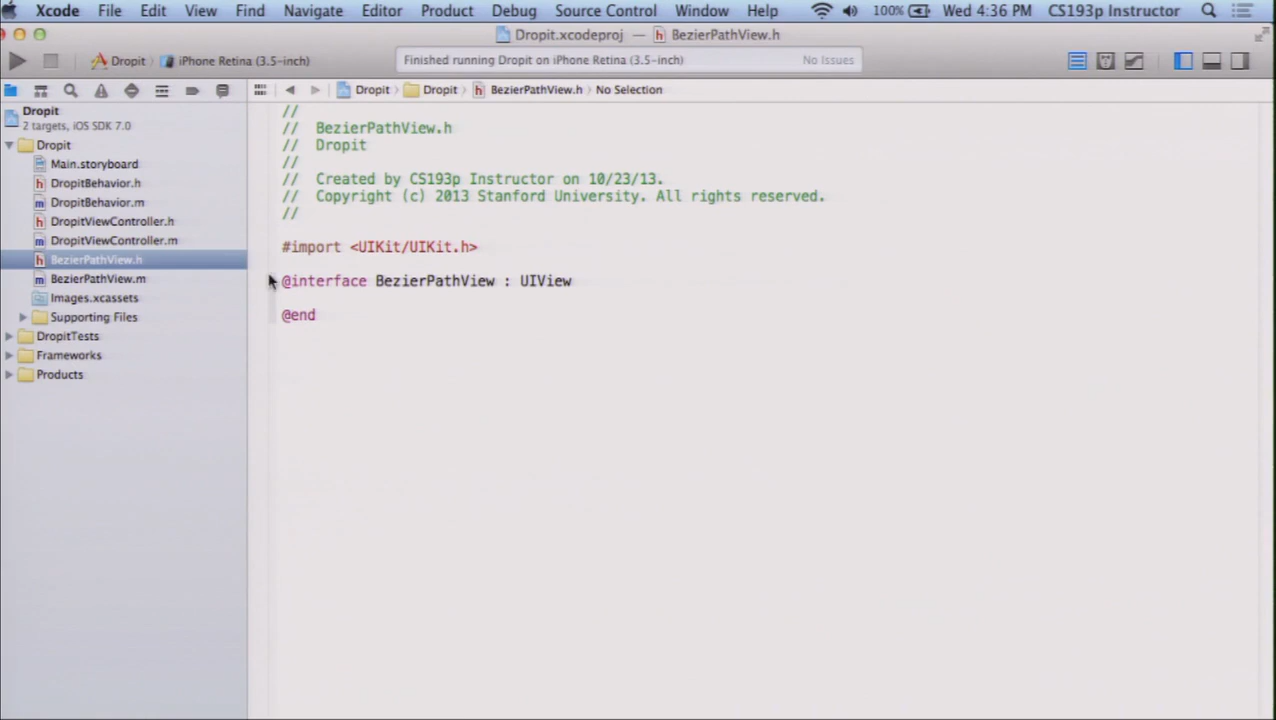 Xcode File Edit View Find Navigate Editor Product Debug Source Control Window Help 100% Wed 4:36 PM CS193p Instructor
Dropit.xcodeproj — BezierPathView.h
Dropit iPhone Retina (3.5-inch) Finished running Dropit on iPhone Retina (3.5-inch) No Issues
Dropit Dropit BezierPathView.h No Selection
Dropit
2 targets, iOS SDK 7.0
Dropit
Main.storyboard
DropitBehavior.h
DropitBehavior.m
DropitViewController.h
DropitViewController.m
BezierPathView.h
BezierPathView.m
Images.xcassets
Supporting Files
DropitTests
Frameworks
Products
//
// BezierPathView.h
// Dropit
//
// Created by CS193p Instructor on 10/23/13.
// Copyright (c) 2013 Stanford University. All rights reserved.
//
#import <UIKit/UIKit.h>
@interface BezierPathView : UIView
@end